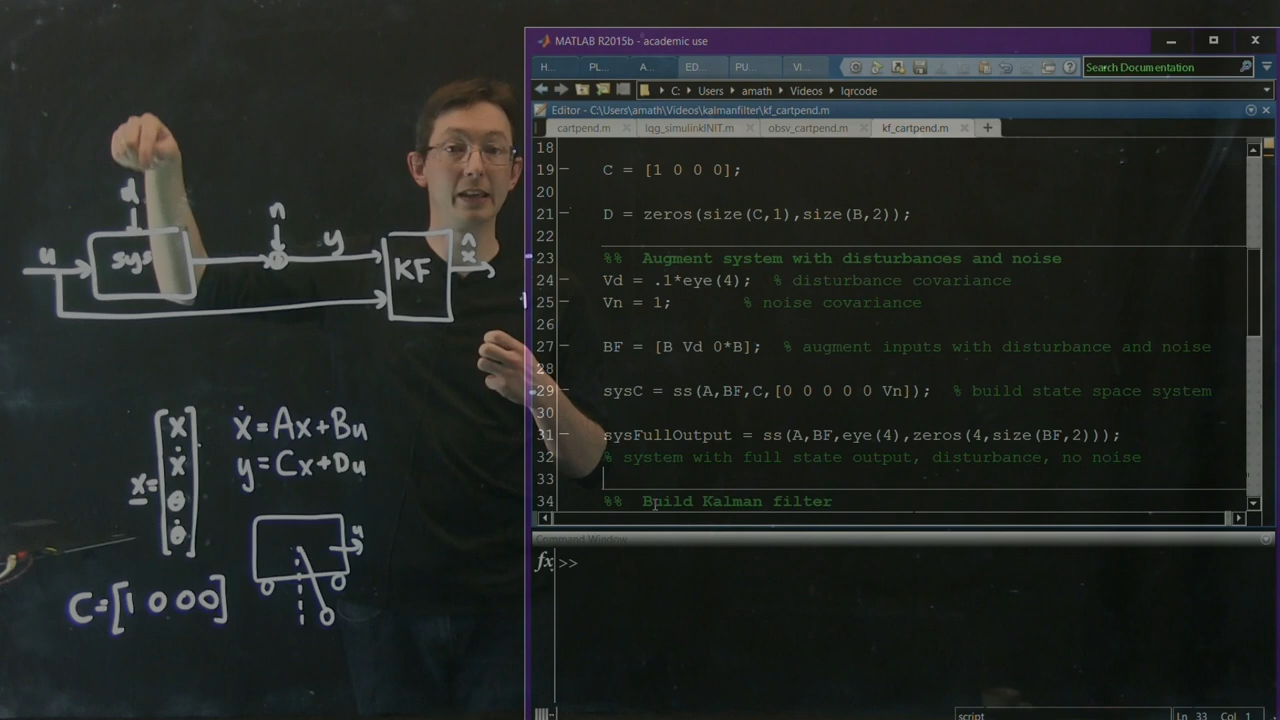 d
n
u
sys
y
KF
x̂
x = [x ẋ θ θ̇]
ẋ=Ax+Bu
y=Cx+Du
u
C=[1 0 0 0]
MATLAB R2015b - academic use
H...
PL...
A...
ED...
PU...
VI...
Search Documentation
C: ▸ Users ▸ amath ▸ Videos ▸ lqrcode
Editor - C:\Users\amath\Videos\kalmanfilter\kf_cartpend.m
cartpend.m
lqg_simulinkINIT.m
obsv_cartpend.m
kf_cartpend.m
18
19 C = [1 0 0 0];
20
21 D = zeros(size(C,1),size(B,2));
22
23 %% Augment system with disturbances and noise
24 Vd = .1*eye(4); % disturbance covariance
25 Vn = 1; % noise covariance
26
27 BF = [B Vd 0*B]; % augment inputs with disturbance and noise
28
29 sysC = ss(A,BF,C,[0 0 0 0 0 Vn]); % build state space system
30
31 sysFullOutput = ss(A,BF,eye(4),zeros(4,size(BF,2)));
32 % system with full state output, disturbance, no noise
33
34 %% Build Kalman filter
Command Window
fx >>
script
Ln 33 Col 1